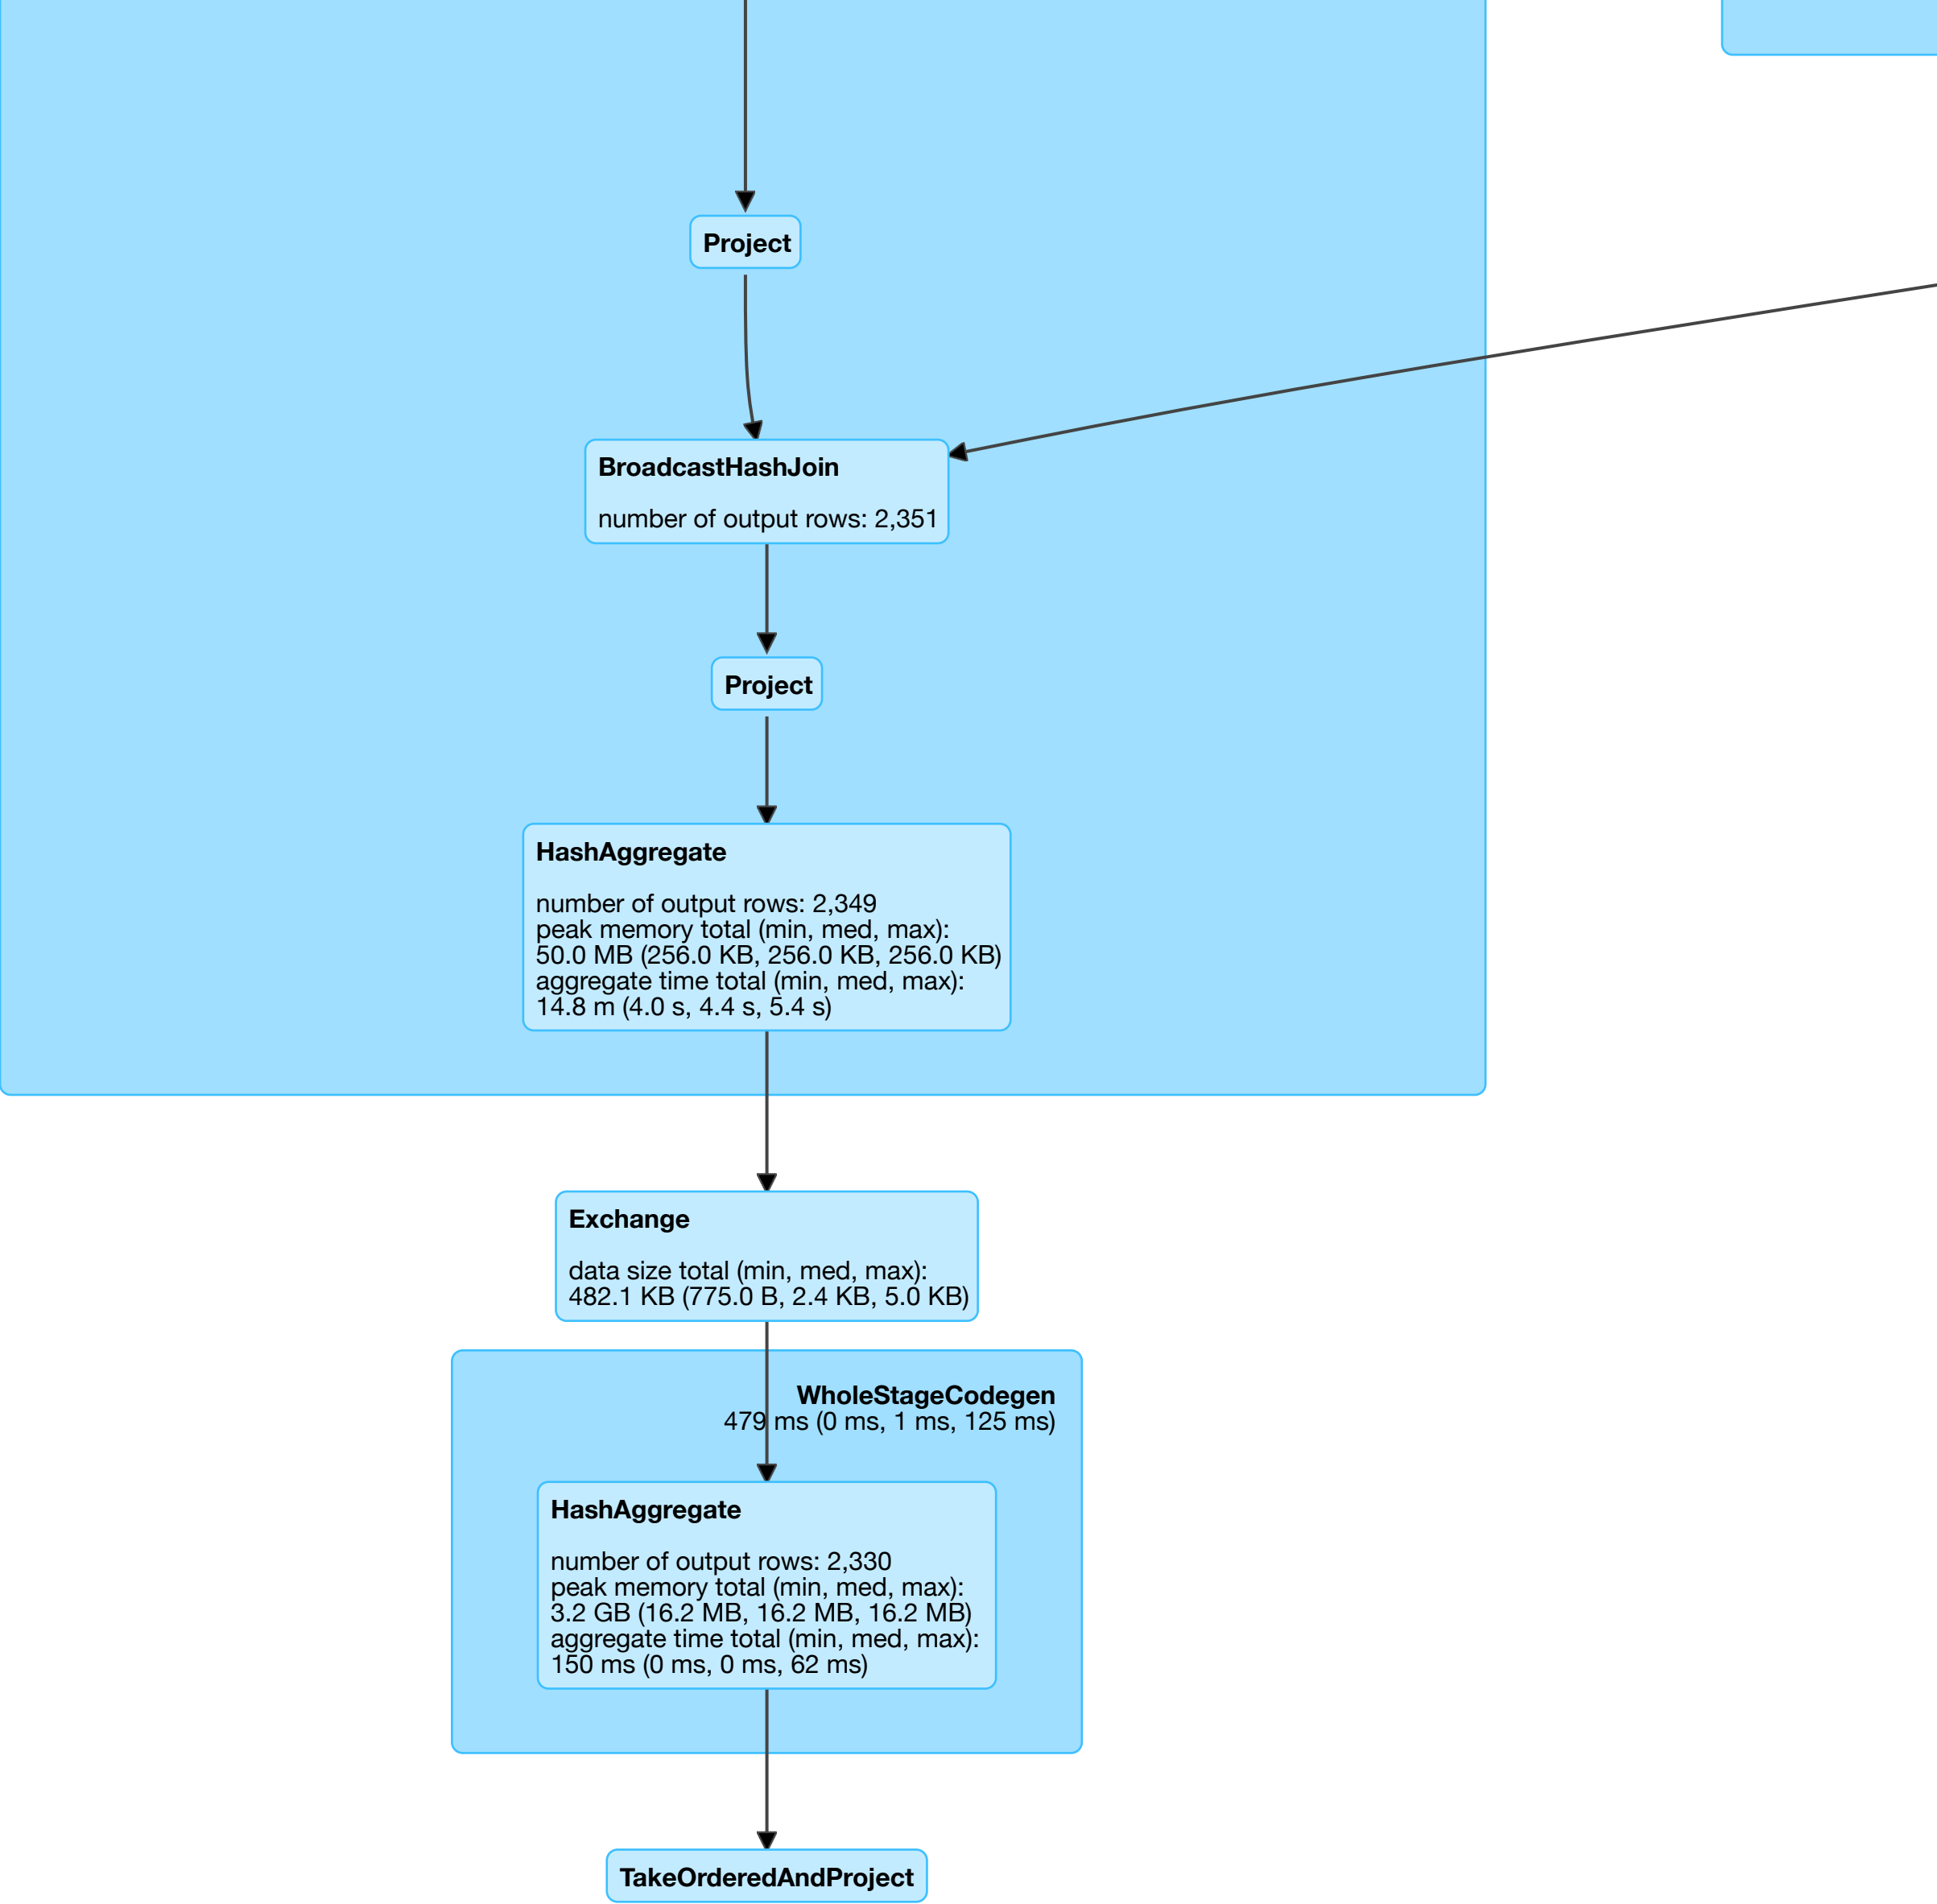 Project
BroadcastHashJoin
number of output rows: 2,351
Project
HashAggregate
number of output rows: 2,349
peak memory total (min, med, max):
50.0 MB (256.0 KB, 256.0 KB, 256.0 KB)
aggregate time total (min, med, max):
14.8 m (4.0 s, 4.4 s, 5.4 s)
Exchange
data size total (min, med, max):
482.1 KB (775.0 B, 2.4 KB, 5.0 KB)
WholeStageCodegen
479 ms (0 ms, 1 ms, 125 ms)
HashAggregate
number of output rows: 2,330
peak memory total (min, med, max):
3.2 GB (16.2 MB, 16.2 MB, 16.2 MB)
aggregate time total (min, med, max):
150 ms (0 ms, 0 ms, 62 ms)
TakeOrderedAndProject